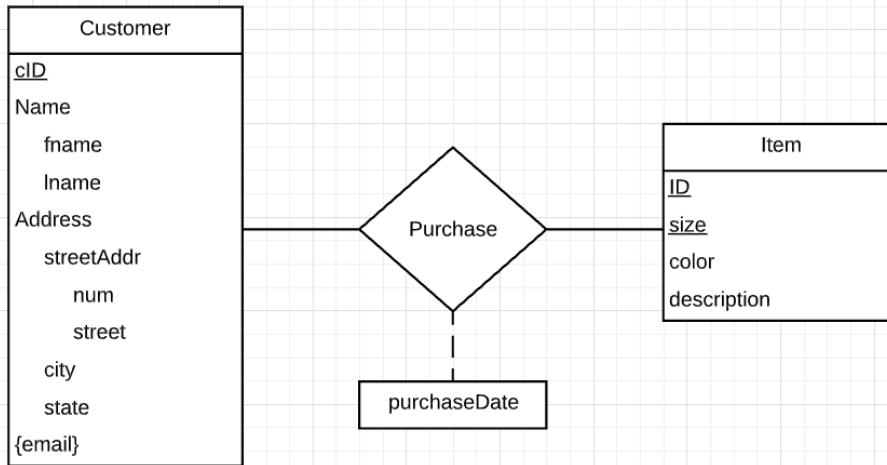 Customer
cID
Name
fname
lname
Address
streetAddr
num
street
city
state
{email}
Purchase
purchaseDate
Item
ID
size
color
description